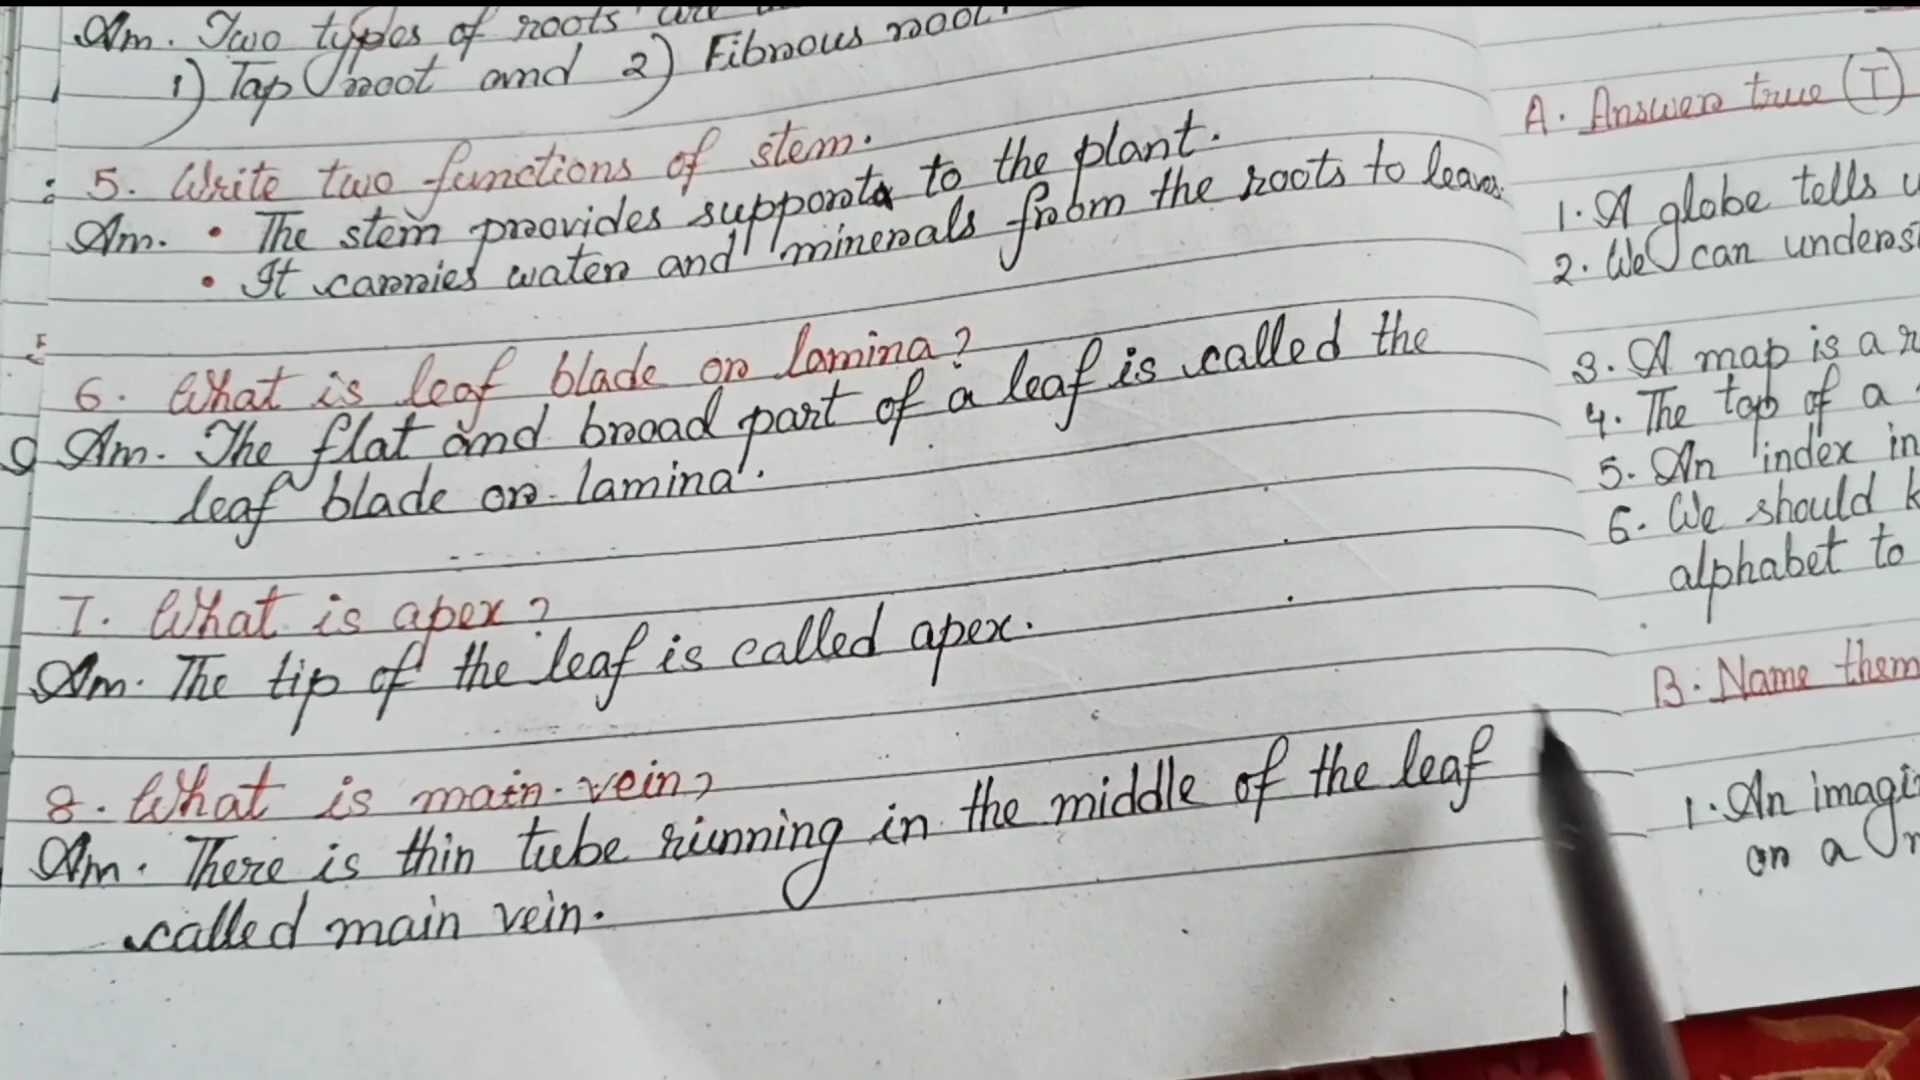 Ans. Two types of roots are
1) Tap root and 2) Fibrous root.
5. Write two functions of stem.
Ans. • The stem provides supports to the plant.
• It carries water and minerals from the roots to leaves.
6. What is leaf blade or lamina?
Ans. The flat and broad part of a leaf is called the
leaf blade or lamina.
7. What is apex?
Ans. The tip of the leaf is called apex.
8. What is main vein?
Ans. There is thin tube running in the middle of the leaf
called main vein.
A. Answer true (T)
1. A globe tells
2. We can
3. A map is a
4. The top of a
5. An index in
6. We should
alphabet to
B. Name them
1. An
on a